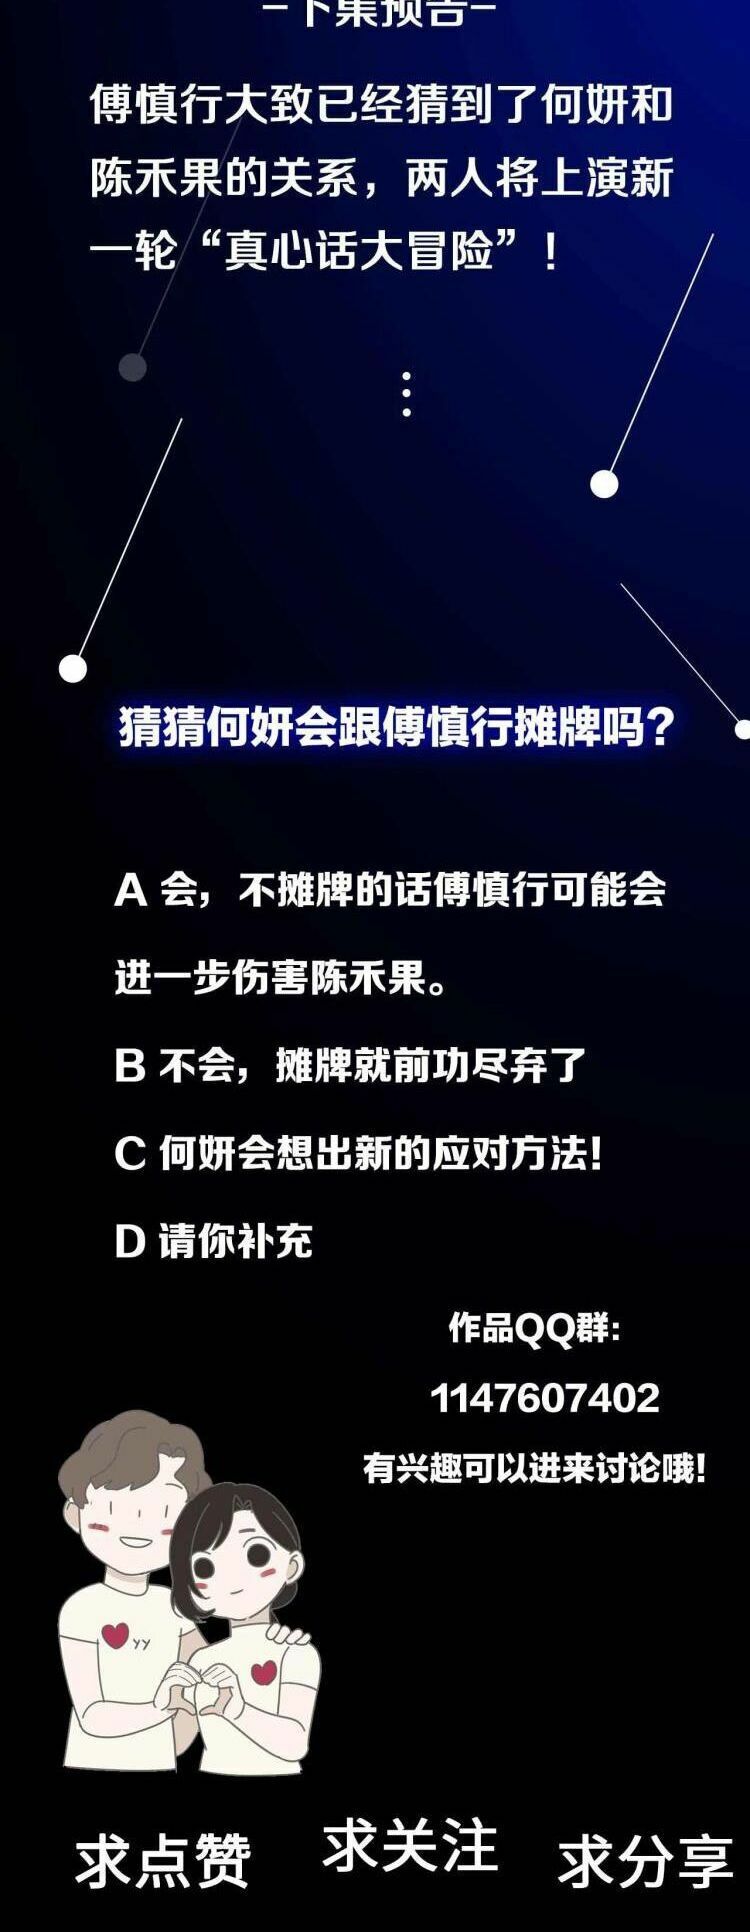 –下集预告–
傅慎行大致已经猜到了何妍和
陈禾果的关系，两人将上演新
一轮“真心话大冒险”！
猜猜何妍会跟傅慎行摊牌吗？
A 会，不摊牌的话傅慎行可能会
进一步伤害陈禾果。
B 不会，摊牌就前功尽弃了
C 何妍会想出新的应对方法！
D 请你补充
作品QQ群：
1147607402
有兴趣可以进来讨论哦！
yy
求点赞 求关注 求分享